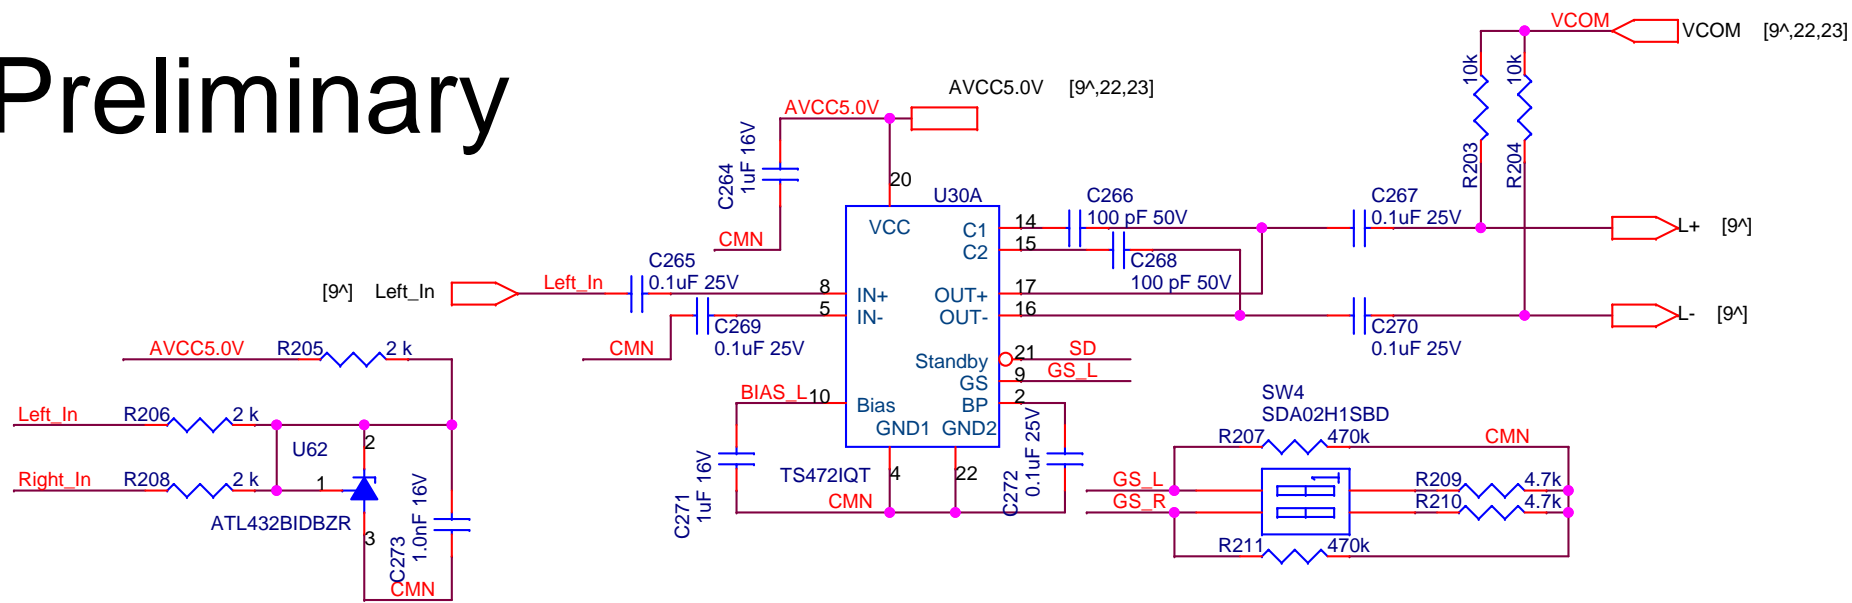 Preliminary
VCOM VCOM [9^,22,23]
10k 10k
R203 R204
AVCC5.0V [9^,22,23]
AVCC5.0V
C264
1uF 16V
CMN
20
U30A
VCC
C1
C2
14
15
C266
100 pF 50V
C268
100 pF 50V
C267
0.1uF 25V
L+ [9^]
[9^] Left_In
Left_In
C265
0.1uF 25V
8
5
IN+
IN-
OUT+
OUT-
17
16
C269
0.1uF 25V
CMN
C270
0.1uF 25V
L- [9^]
Standby
GS
BP
21
9
2
SD
GS_L
BIAS_L
10
Bias
GND1 GND2
TS472IQT
4
22
C271
1uF 16V
CMN
C272
0.1uF 25V
AVCC5.0V R205 2 k
Left_In R206 2 k
U62
2
Right_In R208 2 k
1
ATL432BIDBZR
3
C273
1.0nF 16V
CMN
SW4
SDA02H1SBD
R207 470k CMN
GS_L
GS_R
1
R209 4.7k
R210 4.7k
R211 470k